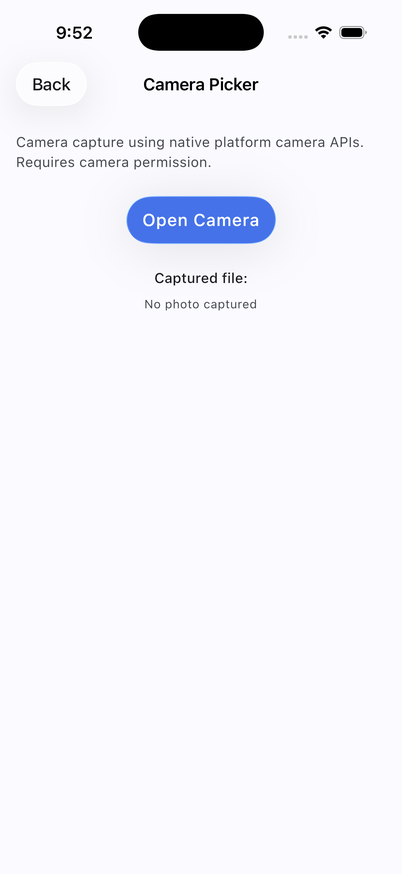 9:52
Back
Camera Picker
Camera capture using native platform camera APIs.
Requires camera permission.
Open Camera
Captured file:
No photo captured